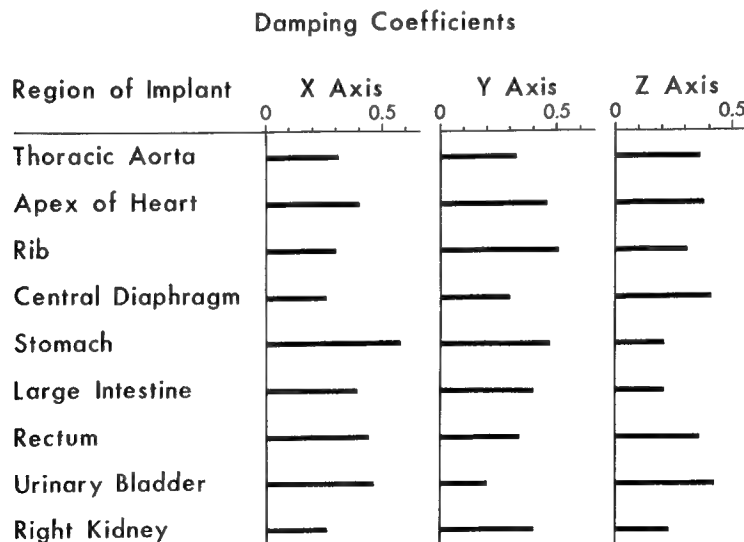 Damping Coefficients
Region of Implant X Axis Y Axis Z Axis
0 0.5 0 0.5 0 0.5
Thoracic Aorta
Apex of Heart
Rib
Central Diaphragm
Stomach
Large Intestine
Rectum
Urinary Bladder
Right Kidney